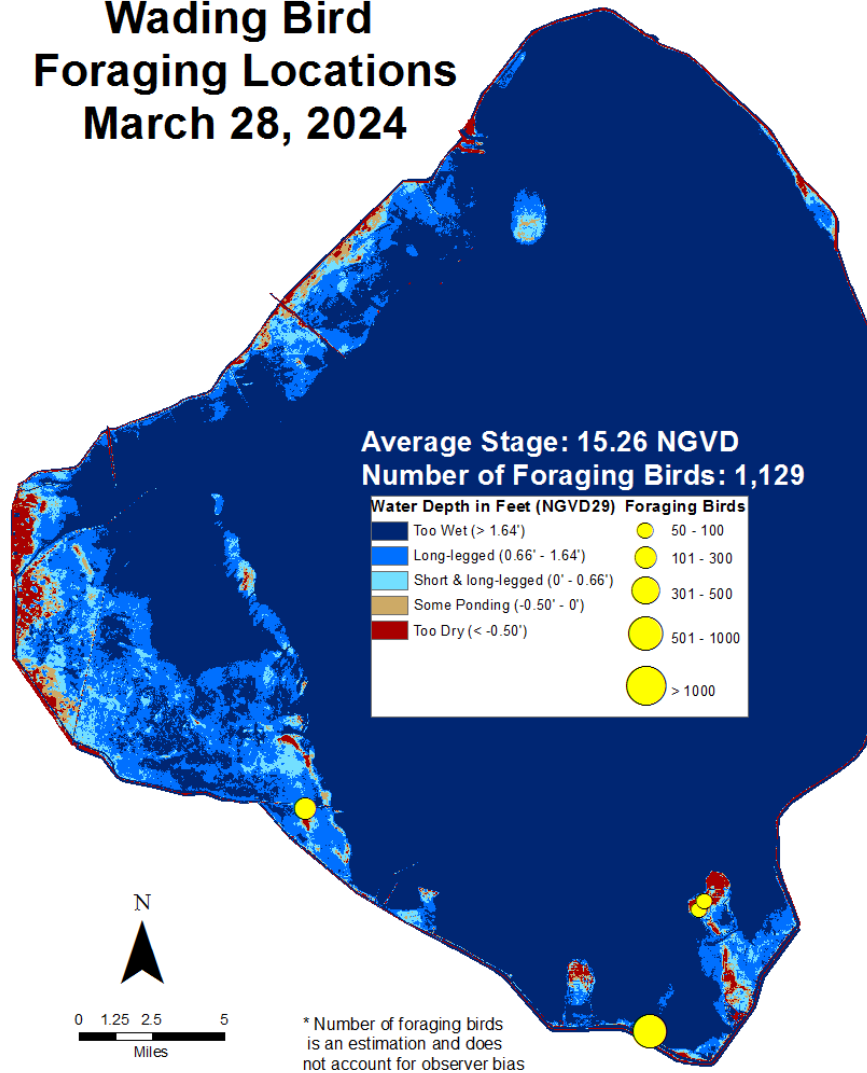 Wading Bird
Foraging Locations
March 28, 2024
Average Stage: 15.26 NGVD
Number of Foraging Birds: 1,129
Water Depth in Feet (NGVD29) Foraging Birds
Too Wet (> 1.64')
Long-legged (0.66' - 1.64')
Short & long-legged (0' - 0.66')
Some Ponding (-0.50' - 0')
Too Dry (< -0.50')
50 - 100
101 - 300
301 - 500
501 - 1000
> 1000
N
0 1.25 2.5 5
Miles
* Number of foraging birds
is an estimation and does
not account for observer bias